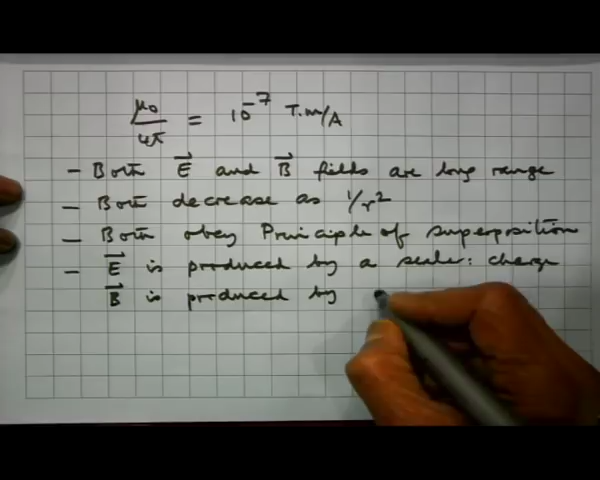 μ₀/4π = 10⁻⁷ T.m/A
- Both E⃗ and B⃗ fields are long range
- Both decrease as 1/r²
- Both obey Principle of superposition
- E⃗ is produced by a scalar: charge
B⃗ is produced by